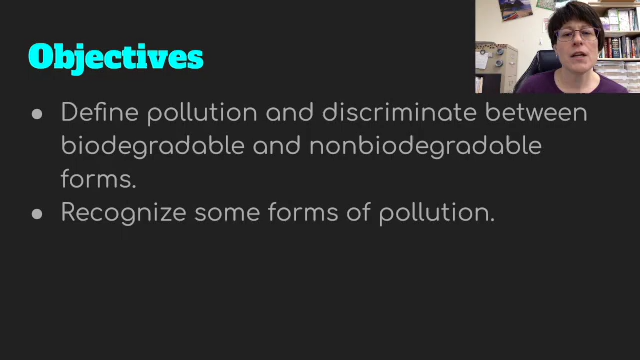 Objectives
● Define pollution and discriminate between
biodegradable and nonbiodegradable
forms.
● Recognize some forms of pollution.